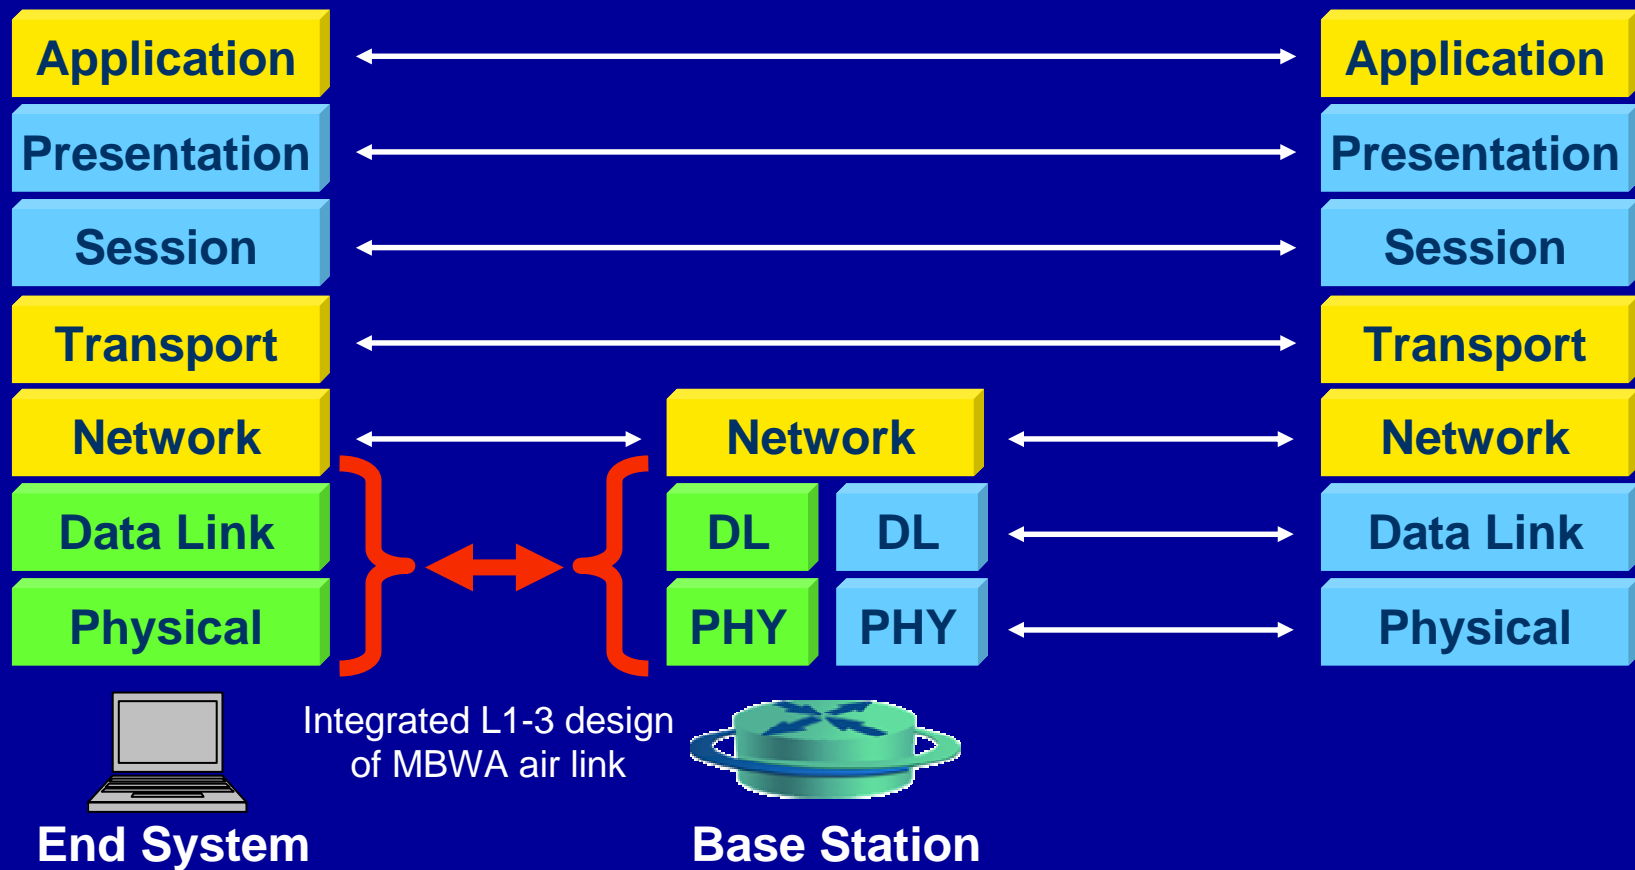 Application
Application
Presentation
Presentation
Session
Session
Transport
Transport
Network
Network
Network
Data Link
DL
DL
Data Link
Physical
PHY
PHY
Physical
Integrated L1-3 design
of MBWA air link
End System
Base Station